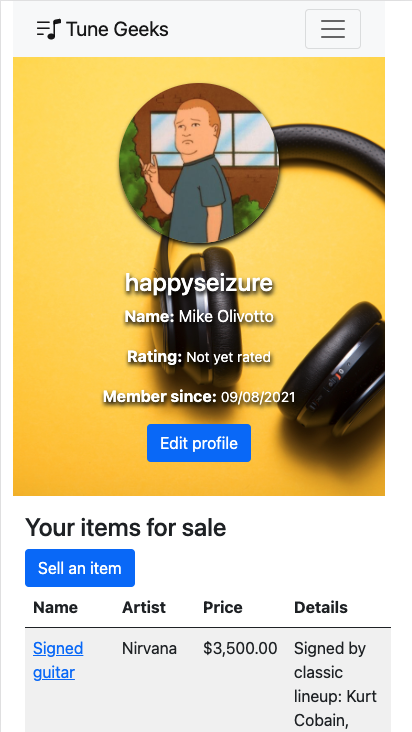 Tune Geeks
happyseizure
Name: Mike Olivotto
Rating: Not yet rated
Member since: 09/08/2021
Edit profile
Your items for sale
Sell an item
Name Artist Price Details
Signed Nirvana $3,500.00 Signed by
guitar classic
lineup: Kurt
Cobain,